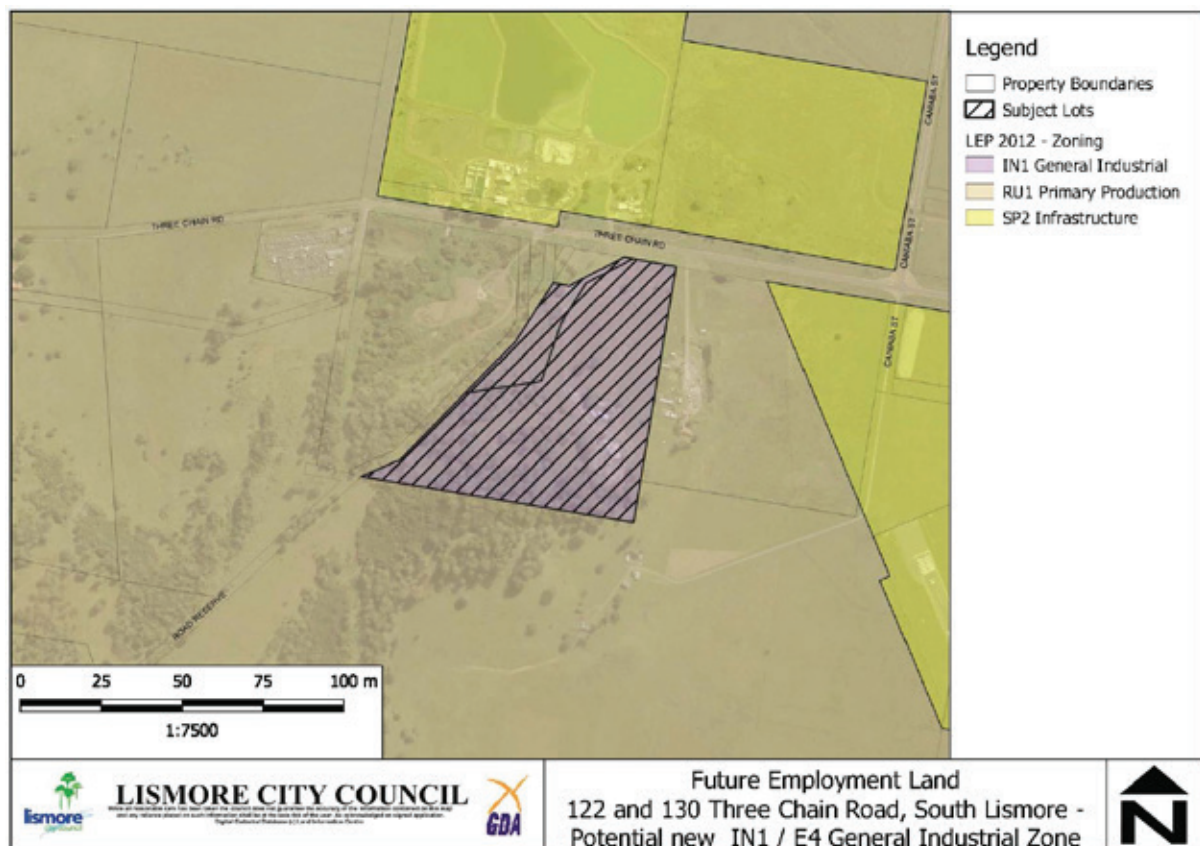 Legend
Property Boundaries
Subject Lots
LEP 2012 - Zoning
IN1 General Industrial
RU1 Primary Production
SP2 Infrastructure
CANIABA ST
THREE CHAIN RD
THREE CHAIN RD
CANIABA ST
CANIABA ST
ROAD RESERVE
0 25 50 75 100 m
1:7500
lismore
LISMORE CITY COUNCIL
GDA
Future Employment Land
122 and 130 Three Chain Road, South Lismore -
Potential new IN1 / E4 General Industrial Zone
N